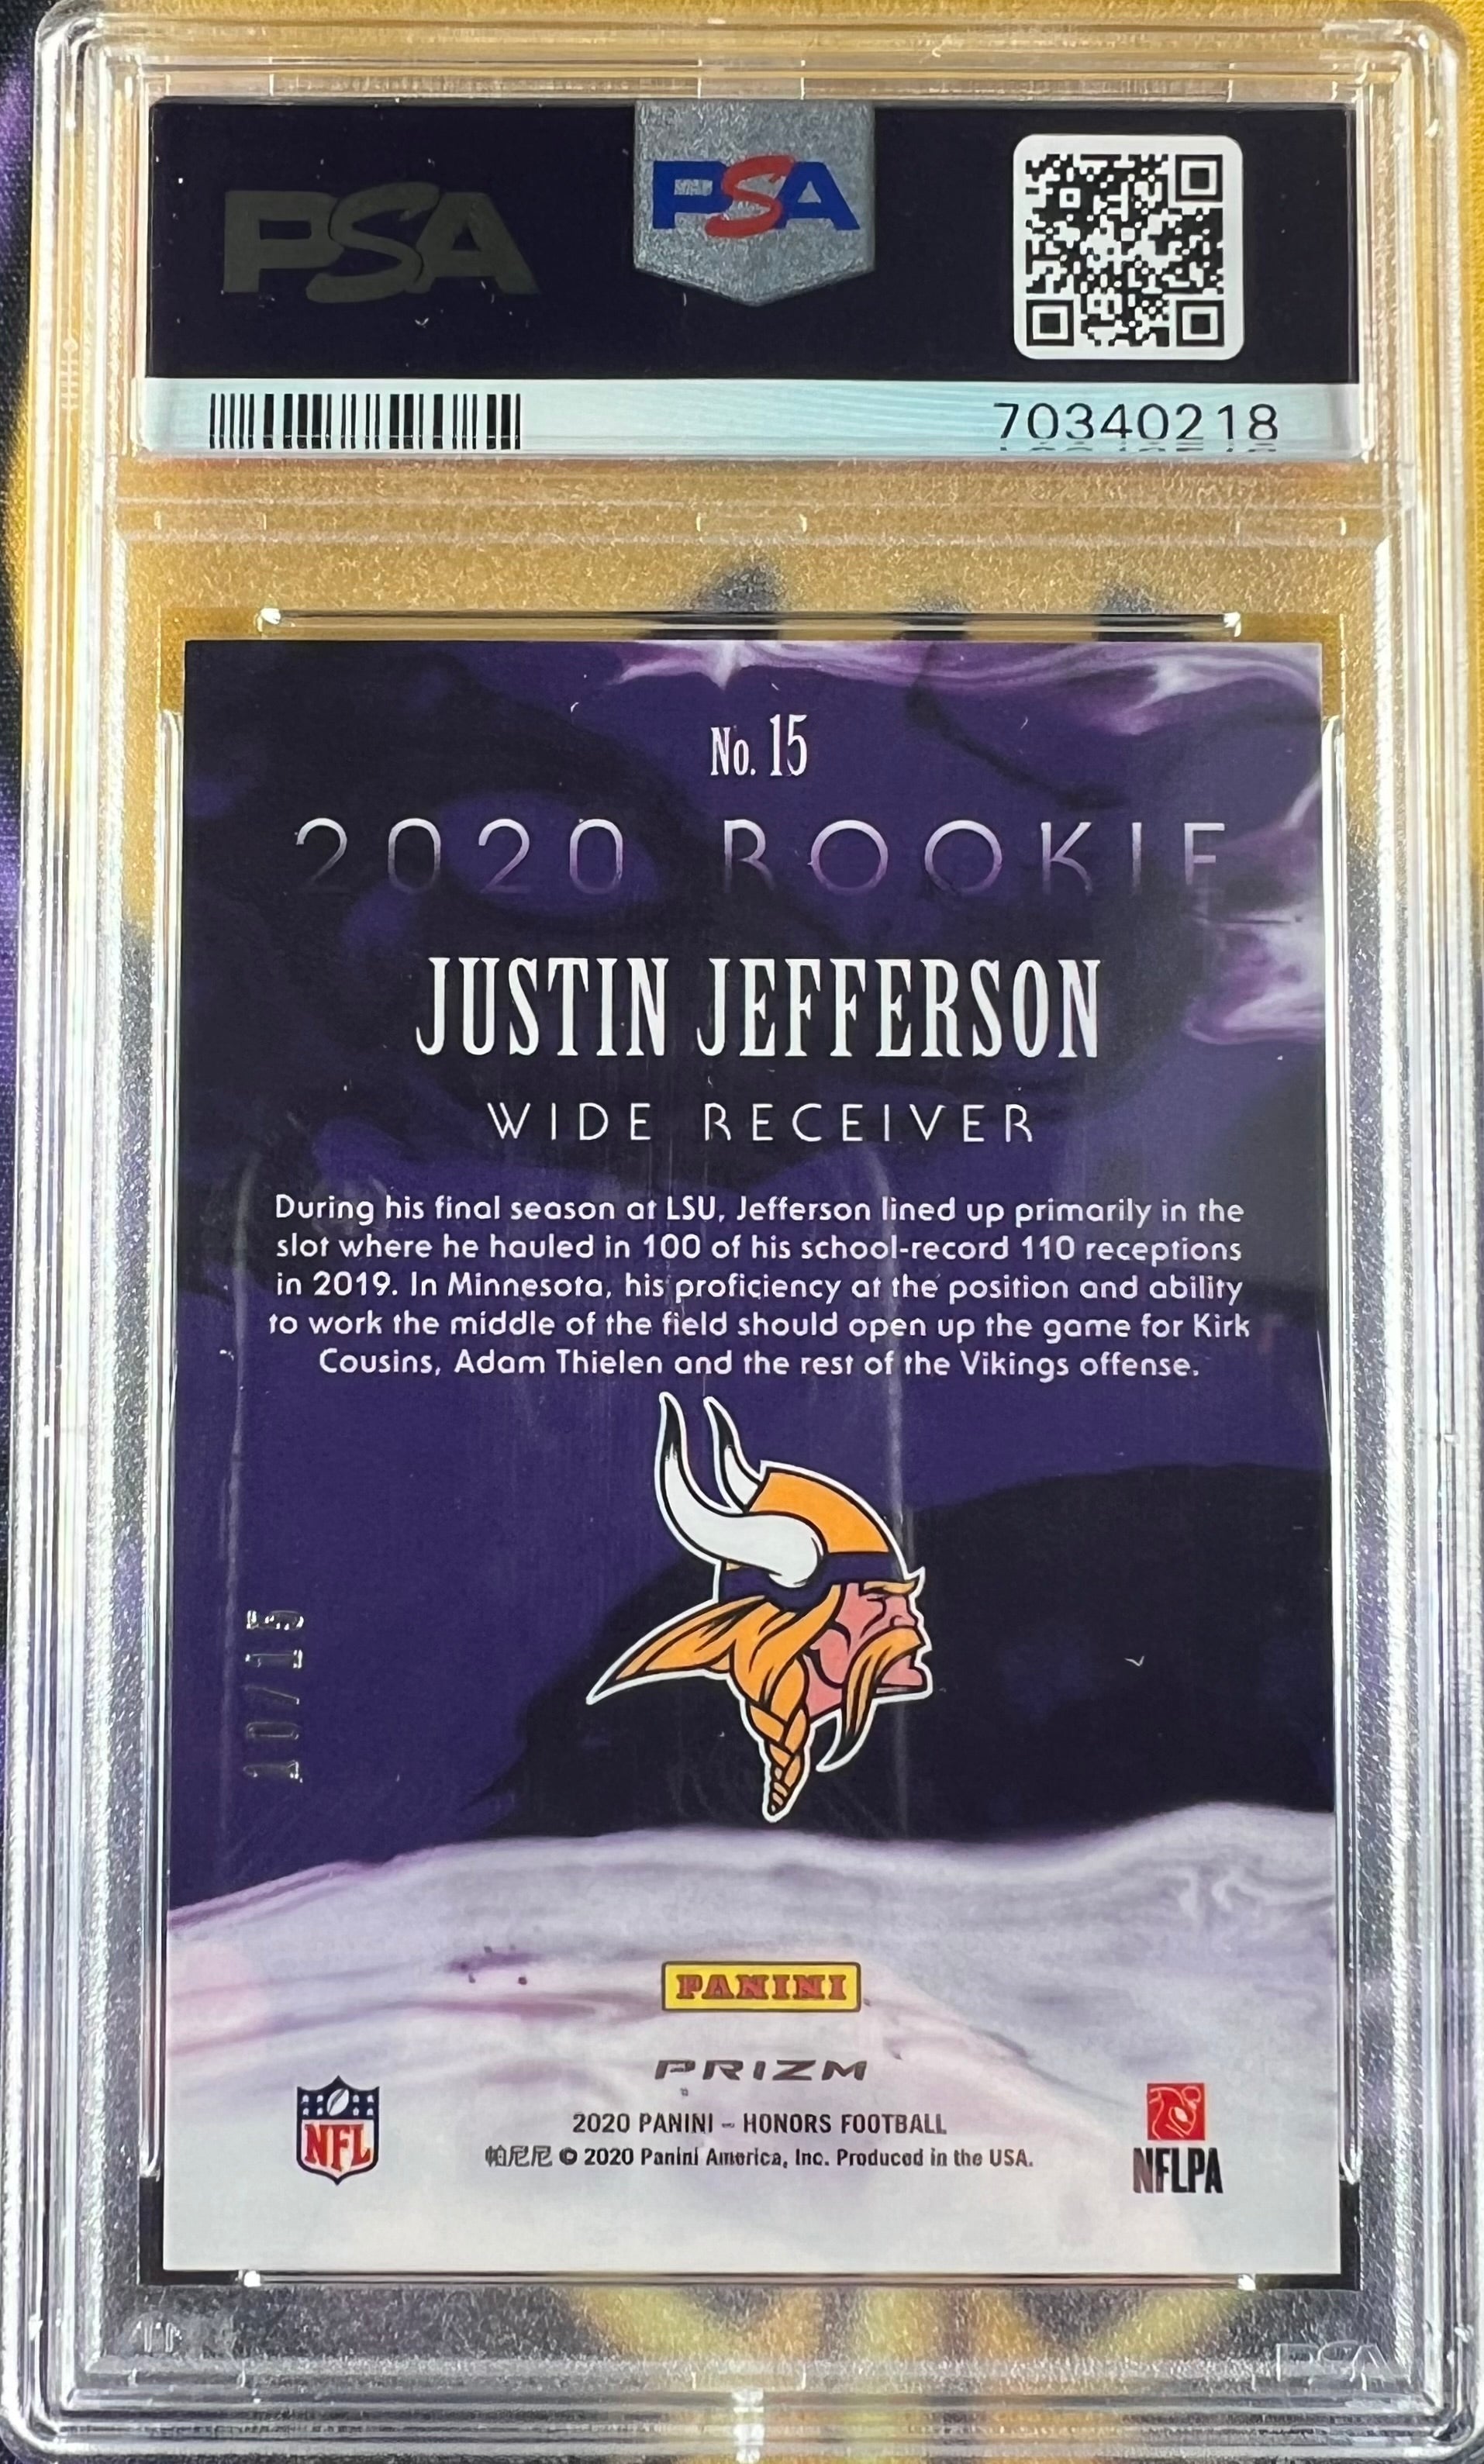 PSA
PSA
70340218
No. 15
2020 ROOKIE
JUSTIN JEFFERSON
WIDE RECEIVER
During his final season at LSU, Jefferson lined up primarily in the
slot where he hauled in 100 of his school-record 110 receptions
in 2019. In Minnesota, his proficiency at the position and ability
to work the middle of the field should open up the game for Kirk
Cousins, Adam Thielen and the rest of the Vikings offense.
10/15
PANINI
PRIZM
2020 PANINI – HONORS FOOTBALL
帕尼尼 © 2020 Panini America, Inc. Produced in the USA.
NFL
NFLPA
PSA